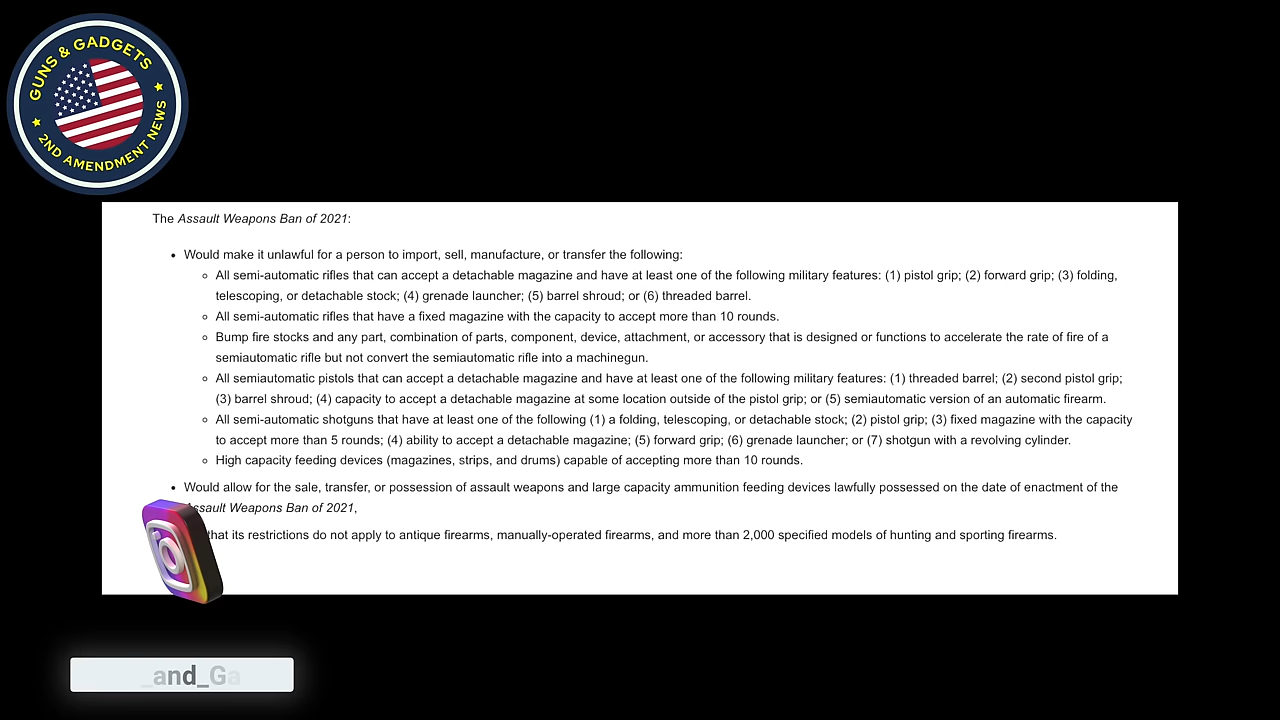 GUNS & GADGETS
2ND AMENDMENT NEWS
The Assault Weapons Ban of 2021:
• Would make it unlawful for a person to import, sell, manufacture, or transfer the following:
All semi-automatic rifles that can accept a detachable magazine and have at least one of the following military features: (1) pistol grip; (2) forward grip; (3) folding,
telescoping, or detachable stock; (4) grenade launcher; (5) barrel shroud; or (6) threaded barrel.
All semi-automatic rifles that have a fixed magazine with the capacity to accept more than 10 rounds.
Bump fire stocks and any part, combination of parts, component, device, attachment, or accessory that is designed or functions to accelerate the rate of fire of a
semiautomatic rifle but not convert the semiautomatic rifle into a machinegun.
All semiautomatic pistols that can accept a detachable magazine and have at least one of the following military features: (1) threaded barrel; (2) second pistol grip;
(3) barrel shroud; (4) capacity to accept a detachable magazine at some location outside of the pistol grip; or (5) semiautomatic version of an automatic firearm.
All semi-automatic shotguns that have at least one of the following (1) a folding, telescoping, or detachable stock; (2) pistol grip; (3) fixed magazine with the capacity
to accept more than 5 rounds; (4) ability to accept a detachable magazine; (5) forward grip; (6) grenade launcher; or (7) shotgun with a revolving cylinder.
High capacity feeding devices (magazines, strips, and drums) capable of accepting more than 10 rounds.
• Would allow for the sale, transfer, or possession of assault weapons and large capacity ammunition feeding devices lawfully possessed on the date of enactment of the
ssault Weapons Ban of 2021,
that its restrictions do not apply to antique firearms, manually-operated firearms, and more than 2,000 specified models of hunting and sporting firearms.
_and_Ga